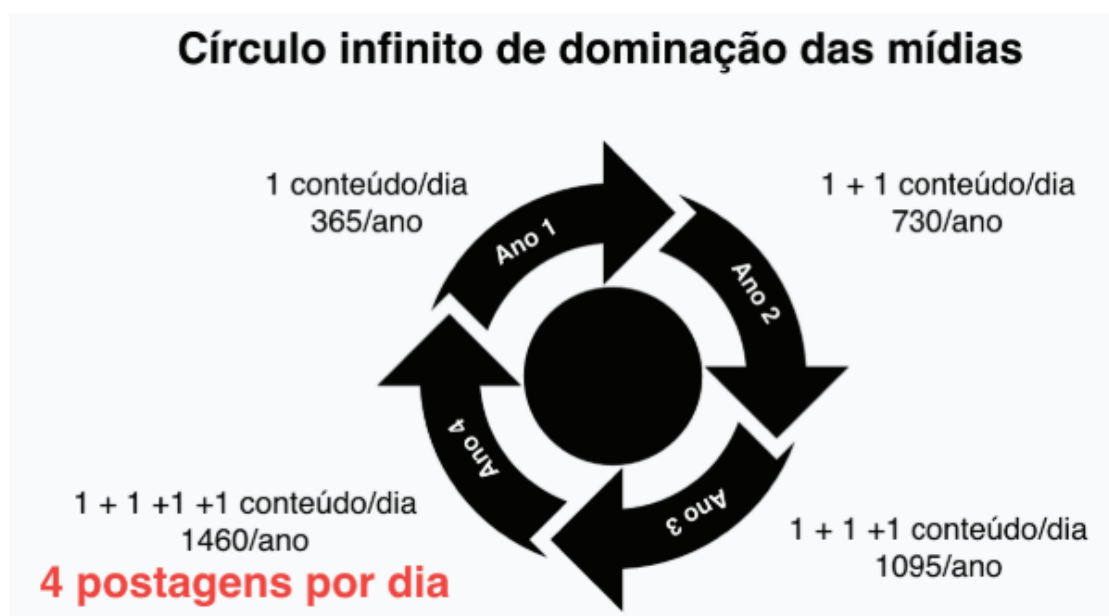 Círculo infinito de dominação das mídias
1 conteúdo/dia
365/ano
1 + 1 conteúdo/dia
730/ano
Ano 1
Ano 2
Ano 4
Ano 3
1 + 1 +1 +1 conteúdo/dia
1460/ano
4 postagens por dia
1 + 1 +1 conteúdo/dia
1095/ano